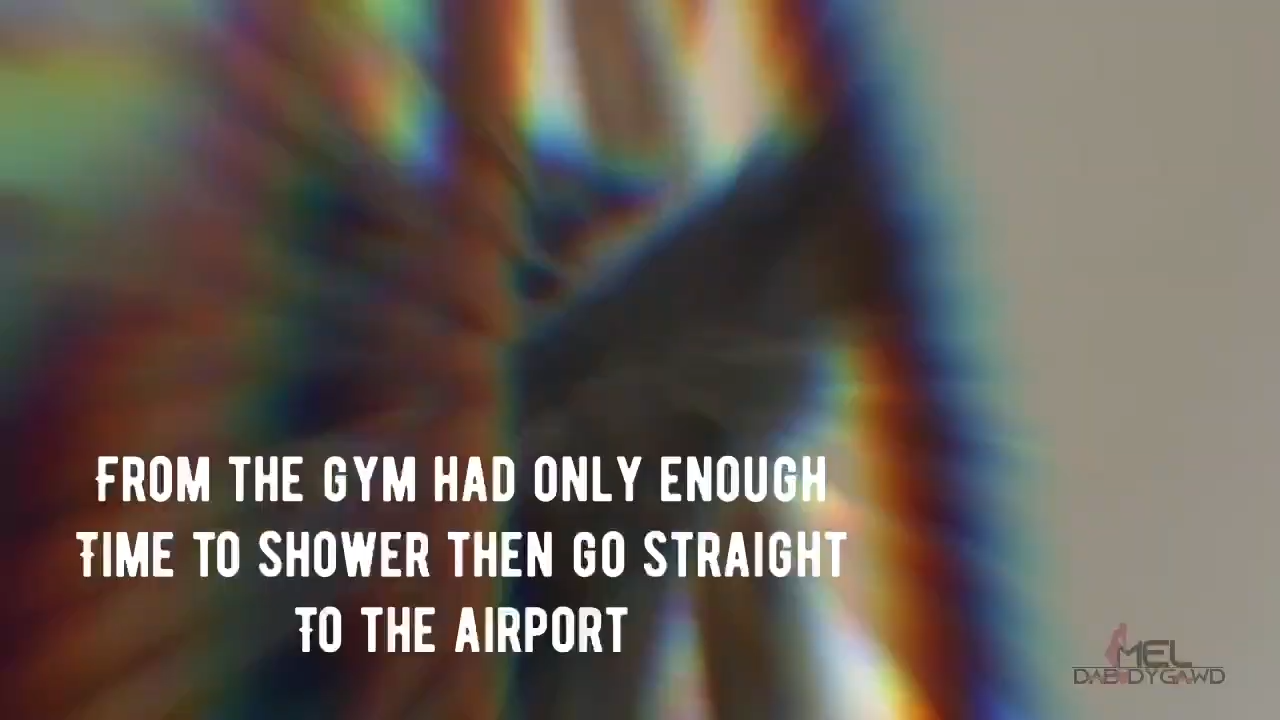 FROM THE GYM HAD ONLY ENOUGH
TIME TO SHOWER THEN GO STRAIGHT
TO THE AIRPORT
MEL
DABODYGAWD